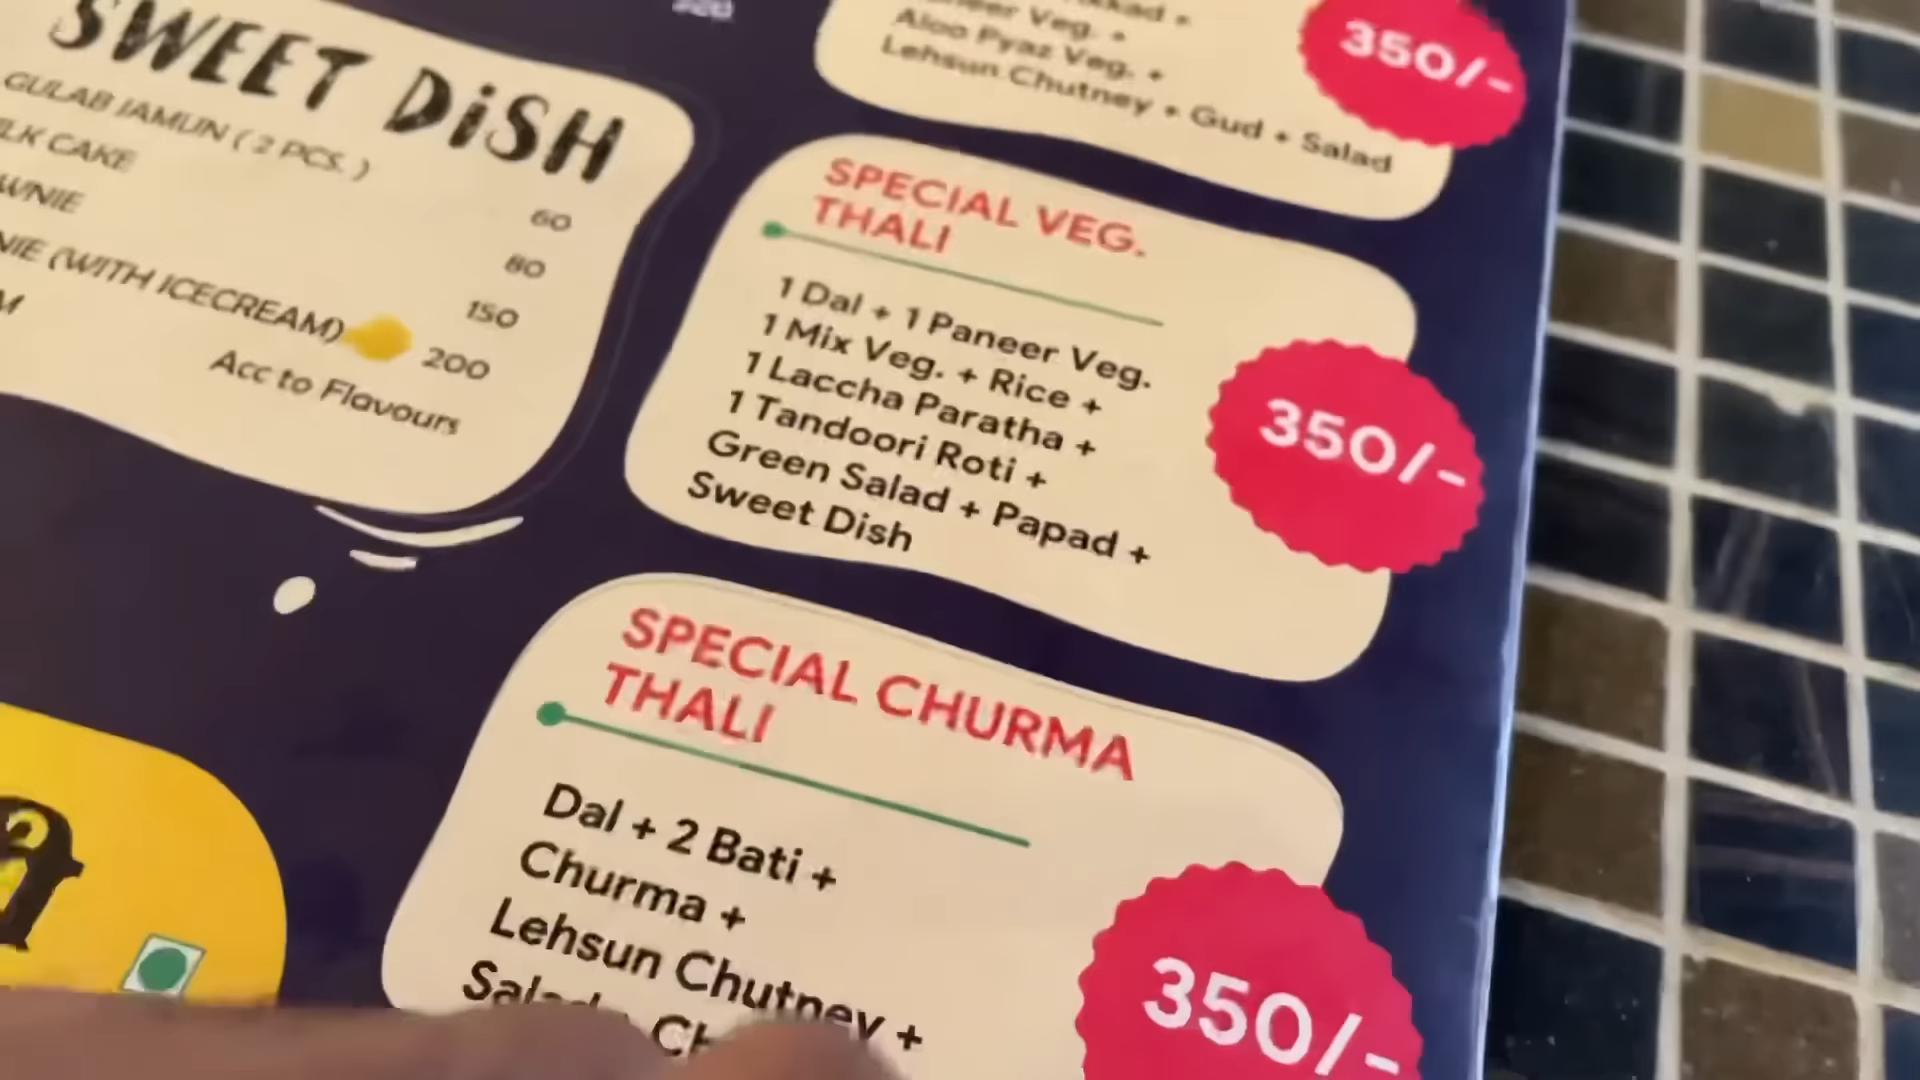 SWEET DiSH
GULAB JAMUN ( 2 PCS. )
60
CAKE
80
150
(WITH ICECREAM)
200
Acc to Flavours
Veg. +
Aloo Pyaz Veg. +
Lehsun Chutney + Gud + Salad
350/-
SPECIAL VEG.
THALI
1 Dal + 1 Paneer Veg.
1 Mix Veg. + Rice +
1 Laccha Paratha +
1 Tandoori Roti +
Green Salad + Papad +
Sweet Dish
350/-
SPECIAL CHURMA
THALI
Dal + 2 Bati +
Churma +
Lehsun Chutney +
350/-